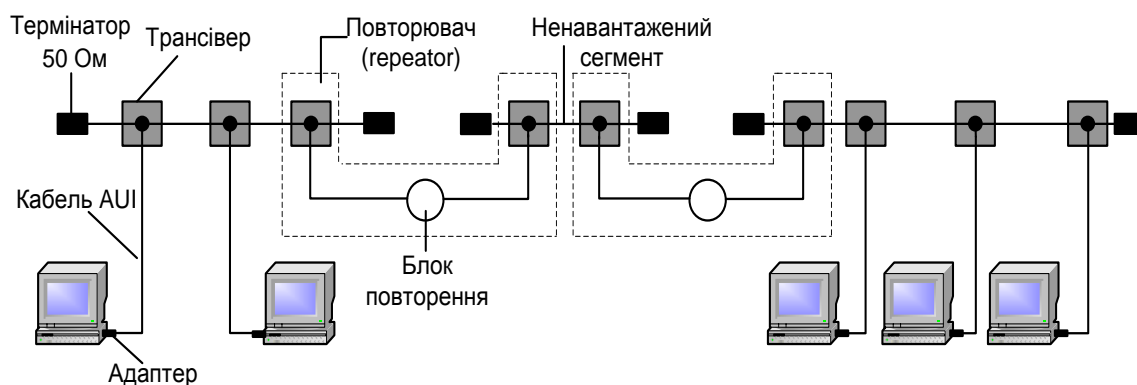 Термінатор
50 Ом
Трансівер
Повторювач
(repeator)
Ненавантажений
сегмент
Кабель AUI
Блок
повторення
Адаптер